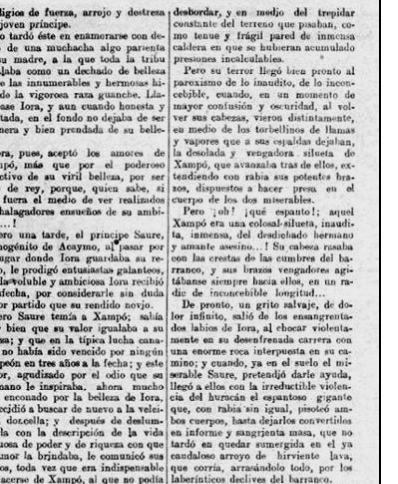 ligios de fuerza, arrojo y destreza
joven príncipe.
o tardó éste en enamorarse con de-
de una muchacha algo parienta
u madre, a la que toda la tribu
laba como un dechado de belleza
e las innumerables y hermosas hi-
de la vigorosa raza guanche. Lla-
ase Iora, y aun cuando honesta y
tada, en el fondo no dejaba de ser
nera y bien prendada de su belle-
ora, pues, aceptó los amores de
mpó, más que por el poderoso
ctivo de su viril belleza, por ser
de rey, porque, quien sabe, si
fuera el medio de ver realizados
halagadores ensueños de su ambi-
...!
ero una tarde, el príncipe Saure,
mogénito de Acaymo, al pasar por
ugar donde Iora guardaba su re-
o, le prodigó entusiastas galanteos,
la voluble y ambiciosa Iora recibió
afecha, por considerarle sin duda
or partido que su rendido novio.
ero Saure temía a Xampó; sabía
bien que su valor igualaba a su
za; y que en la típica lucha cana-
no había sido vencido por ningún
peón en tres años a la fecha; y este
or, agudizado por el odio que su
mano le inspiraba, ahora mucho
enconado por la belleza de Iora,
ecidió a buscar de nuevo a la velei-
doncella; y después de deslum-
la con la descripción de la vida
uosa de poder y de riqueza con que
mor la brindaba, le comunicó sus
os, toda vez que era indispensable
acerse de Xampó, al que no podía
desbordar, y en medio del trepidar
constante del terreno que pisaban, co-
mo tenue y frágil pared de inmensa
caldera en que se hubieran acumulado
presiones incalculables.
Pero su terror llegó bien pronto al
paroxismo de lo inaudito, de lo incon-
cebible, cuando, en un momento de
mayor confusión y oscuridad, al vol-
ver sus cabezas, vieron distintamente,
en medio de los torbellinos de llamas
y vapores que a sus espaldas dejaban,
la desolada y vengadora silueta de
Xampó, que avanzaba tras de ellos, ex-
tendiendo con rabia sus potentes bra-
zos, dispuestos a hacer presa en el
cuerpo de los dos miserables.
Pero ¡oh! ¡qué espanto!; aquel
Xampó era una colosal silueta, inaudi-
ta, inmensa, del desdichado hermano
y amante asesino...! Su cabeza rasaba
con las crestas de las cumbres del ba-
rranco, y sus brazos vengadores agi-
tábanse siempre hacia ellos, en un ra-
dio de inconcebible longitud...
De pronto, un grito salvaje, de do-
lor infinito, salió de los ensangrenta-
dos labios de Iora, al chocar violenta-
mente en su desenfrenada carrera con
una enorme roca interpuesta en su ca-
mino; y cuando, ya en el suelo el mi-
serable Saure, pretendió darle ayuda,
llegó a ellos con la irreductible violen-
cia del huracán el espantoso gigante
que, con rabia sin igual, pisoteó am-
bos cuerpos, hasta dejarlos convertidos
en informe y sangrienta masa, que no
tardó en quedar sumergida en el ya
caudaloso arroyo de hirviente lava,
que corría, arrasándolo todo, por los
laberínticos declives del barranco.